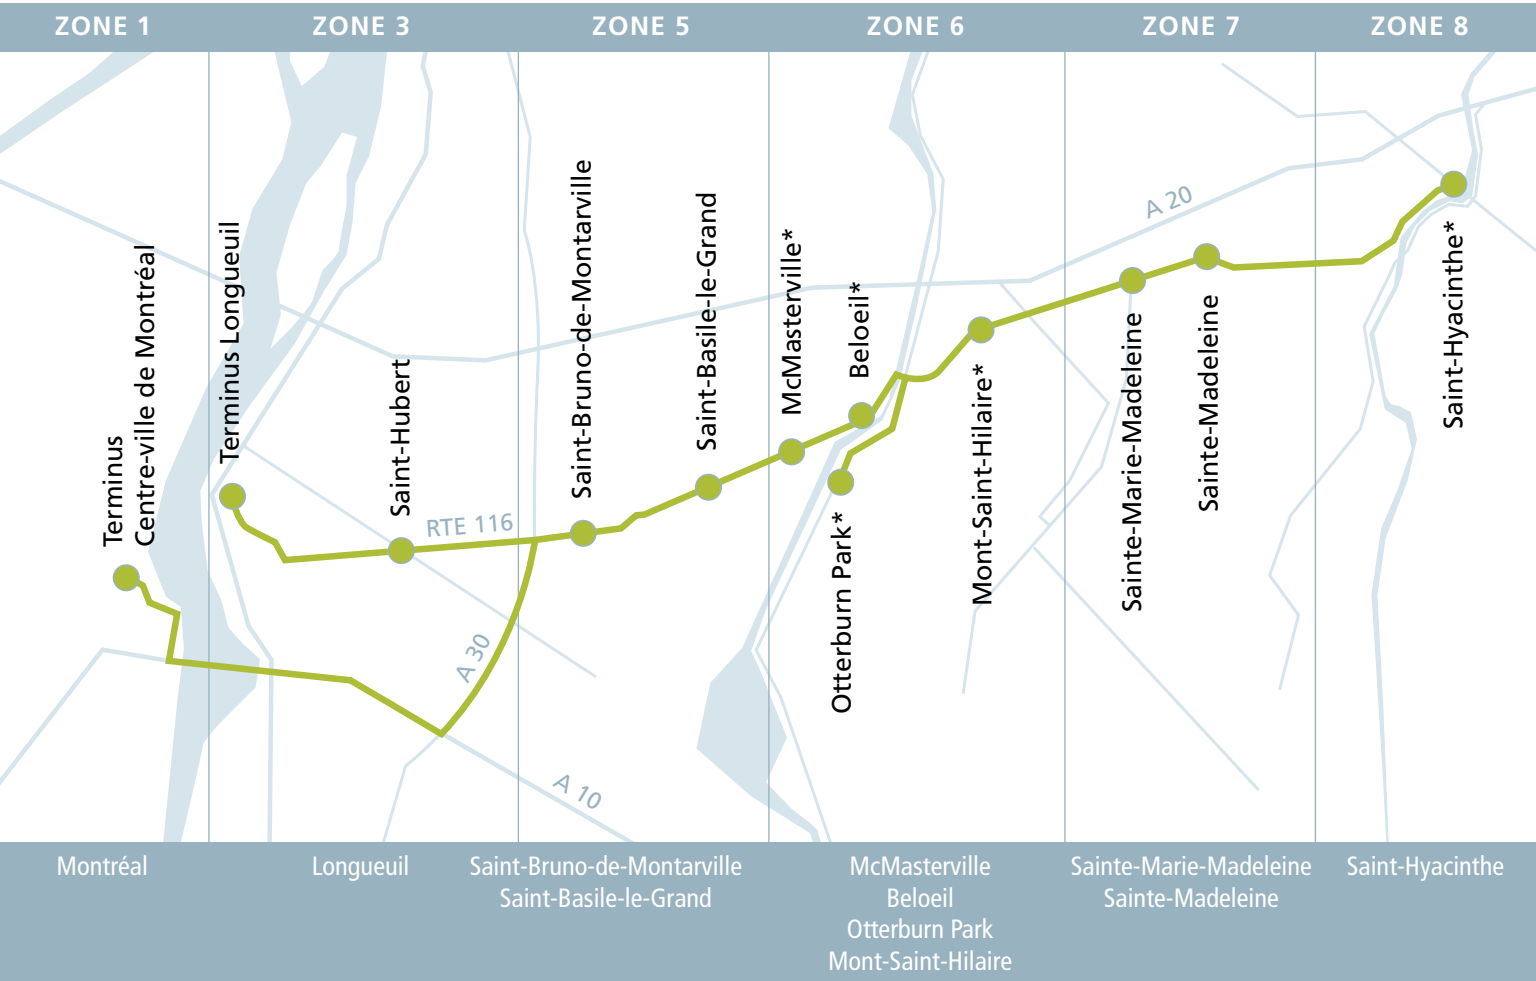 ZONE 1
ZONE 3
ZONE 5
ZONE 6
ZONE 7
ZONE 8
Terminus
Centre-ville de Montréal
Terminus Longueuil
Saint-Hubert
RTE 116
A 30
A 10
Saint-Bruno-de-Montarville
Saint-Basile-le-Grand
McMasterville*
Beloeil*
Otterburn Park*
Mont-Saint-Hilaire*
A 20
Sainte-Marie-Madeleine
Sainte-Madeleine
Saint-Hyacinthe*
Montréal
Longueuil
Saint-Bruno-de-Montarville
Saint-Basile-le-Grand
McMasterville
Beloeil
Otterburn Park
Mont-Saint-Hilaire
Sainte-Marie-Madeleine
Sainte-Madeleine
Saint-Hyacinthe